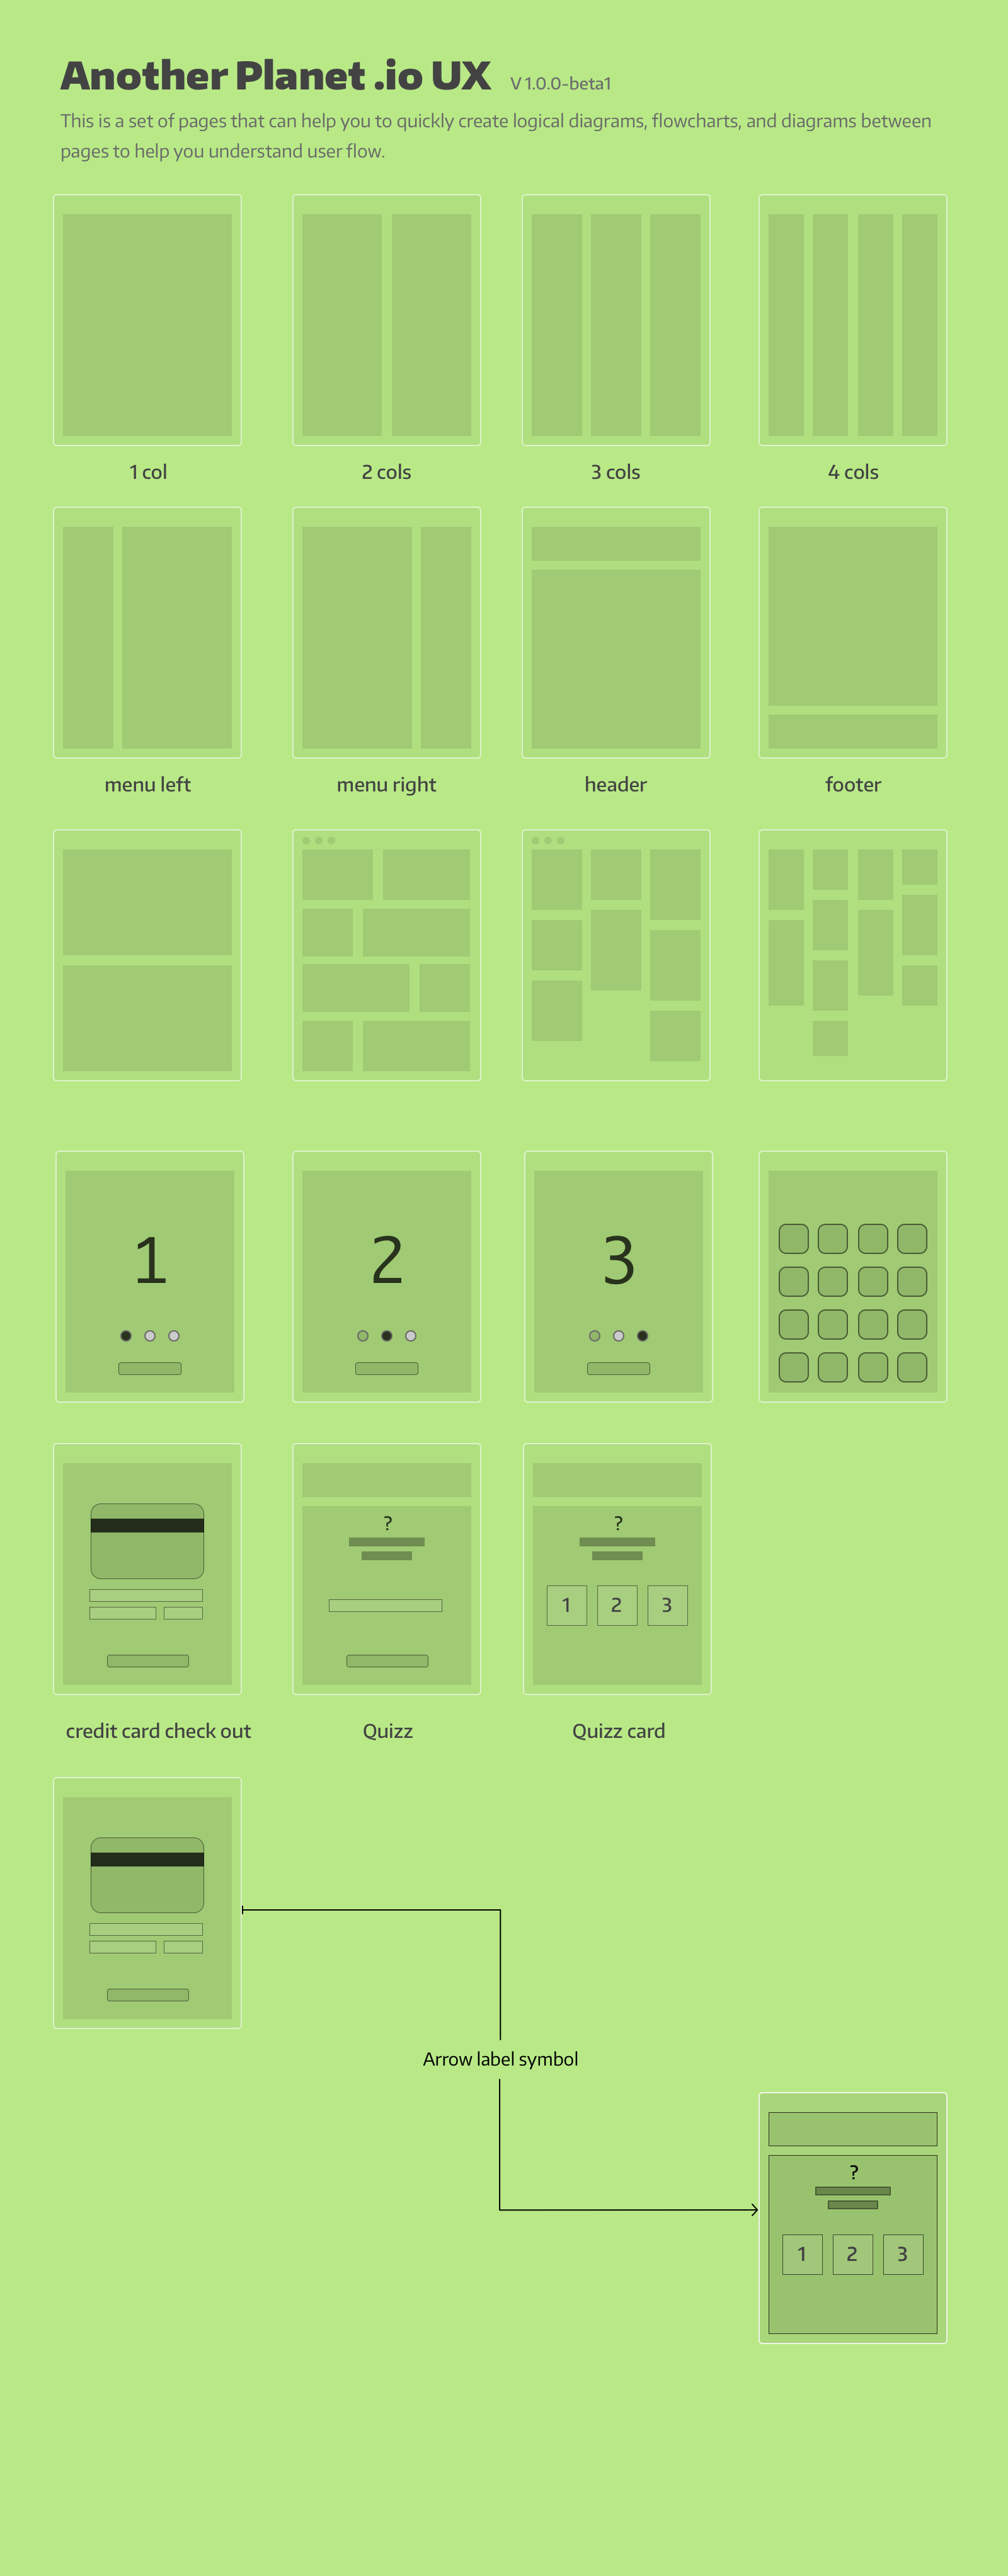 Another Planet .io UX V 1.0.0-beta1
This is a set of pages that can help you to quickly create logical diagrams, flowcharts, and diagrams between
pages to help you understand user flow.
1 col 2 cols 3 cols 4 cols
menu left menu right header footer
1 2 3
? ?
1 2 3
credit card check out Quizz Quizz card
Arrow label symbol
?
1 2 3